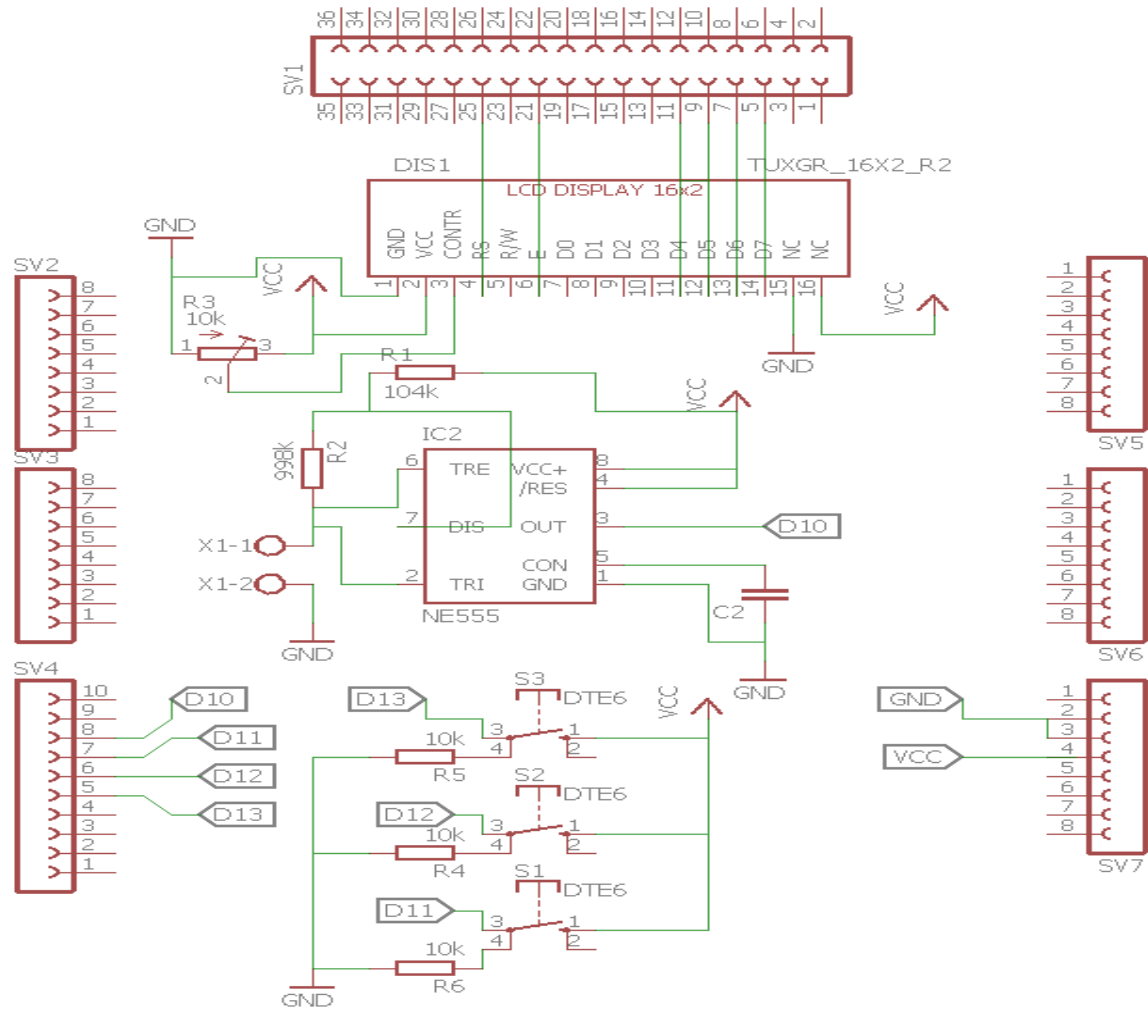 36 34 32 30 28 26 24 22 20 18 16 14 12 10 8 6 4 2
SV1
35 33 31 29 27 25 23 21 19 17 15 13 11 9 7 5 3 1
DIS1 TUXGR_16X2_R2
LCD DISPLAY 16x2
GND VCC CONTR RS R/W E D0 D1 D2 D3 D4 D5 D6 D7 NC NC
1 2 3 4 5 6 7 8 9 10 11 12 13 14 15 16
GND
VCC
VCC
GND
R3
10k
1 3
2
SV2
8
7
6
5
4
3
2
1
SV3
8
7
6
5
4
3
2
1
SV4
10
9
8
7
6
5
4
3
2
1
D10
D11
D12
D13
R1
104k
VCC
R2
998k
IC2
6 TRE VCC+ 8
/RES 4
7 DIS OUT 3
D10
CON 5
2 TRI GND 1
NE555
C2
GND
X1-1
X1-2
GND
S3
D13 DTE6
VCC
3 1
10k 4 2
R5
S2
DTE6
D12
3 1
10k 4 2
R4
S1
DTE6
D11
3 1
10k 4 2
R6
GND
1
2
3
4
5
6
7
8
SV5
1
2
3
4
5
6
7
8
SV6
GND
VCC
1
2
3
4
5
6
7
8
SV7